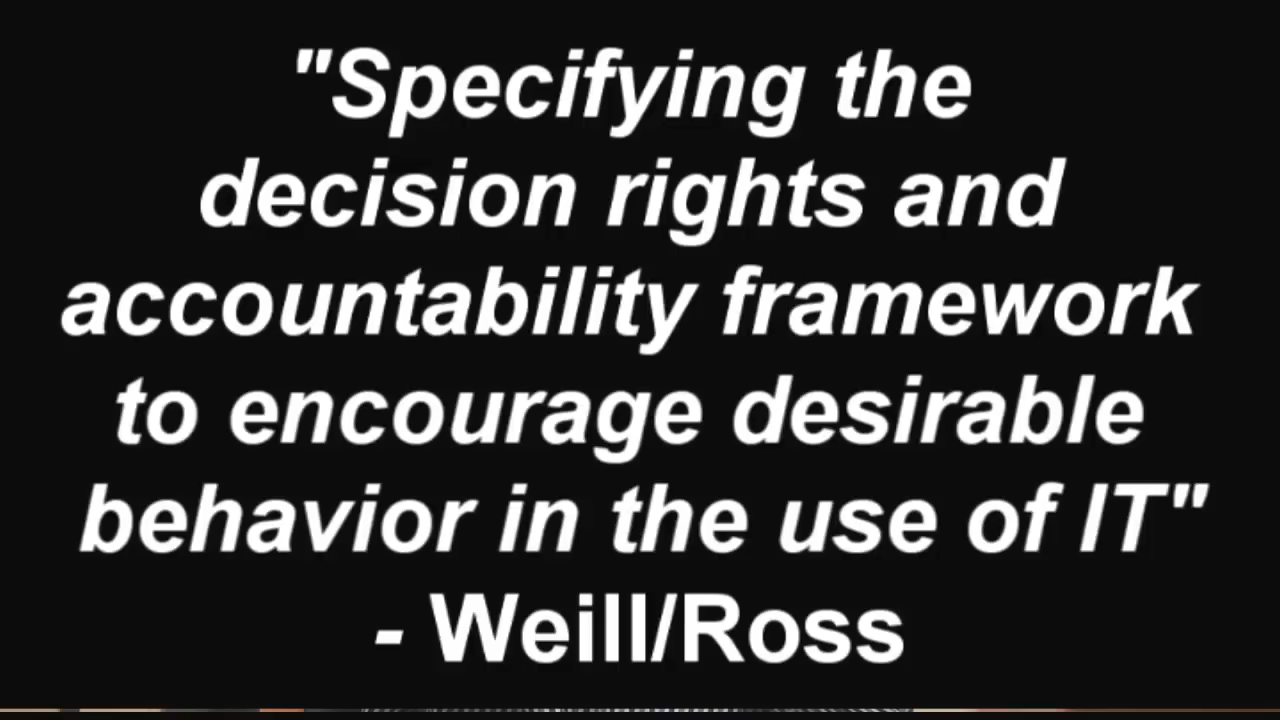 "Specifying the
decision rights and
accountability framework
to encourage desirable
behavior in the use of IT"
- Weill/Ross